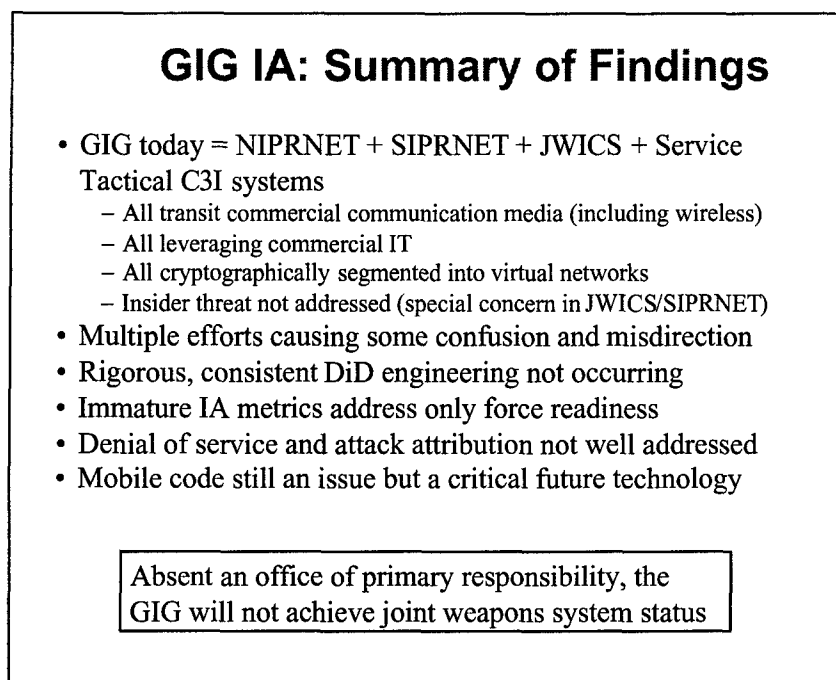 GIG IA: Summary of Findings
• GIG today = NIPRNET + SIPRNET + JWICS + Service
Tactical C3I systems
– All transit commercial communication media (including wireless)
– All leveraging commercial IT
– All cryptographically segmented into virtual networks
– Insider threat not addressed (special concern in JWICS/SIPRNET)
• Multiple efforts causing some confusion and misdirection
• Rigorous, consistent DiD engineering not occurring
• Immature IA metrics address only force readiness
• Denial of service and attack attribution not well addressed
• Mobile code still an issue but a critical future technology
Absent an office of primary responsibility, the
GIG will not achieve joint weapons system status